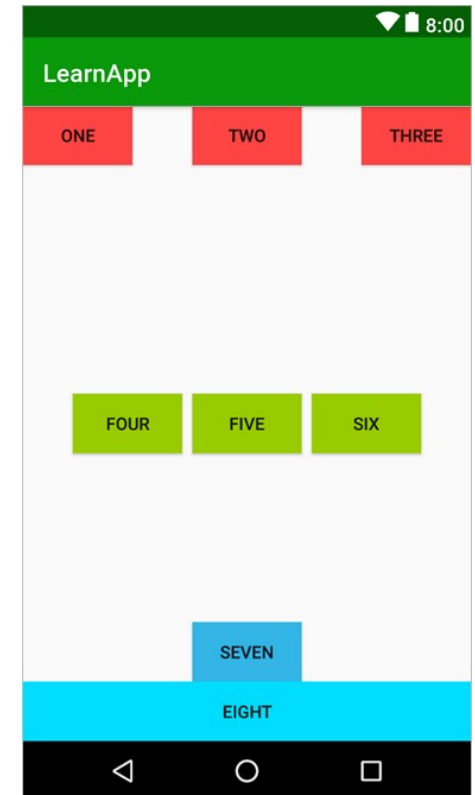 8:00
LearnApp
ONE TWO THREE
FOUR FIVE SIX
SEVEN
EIGHT